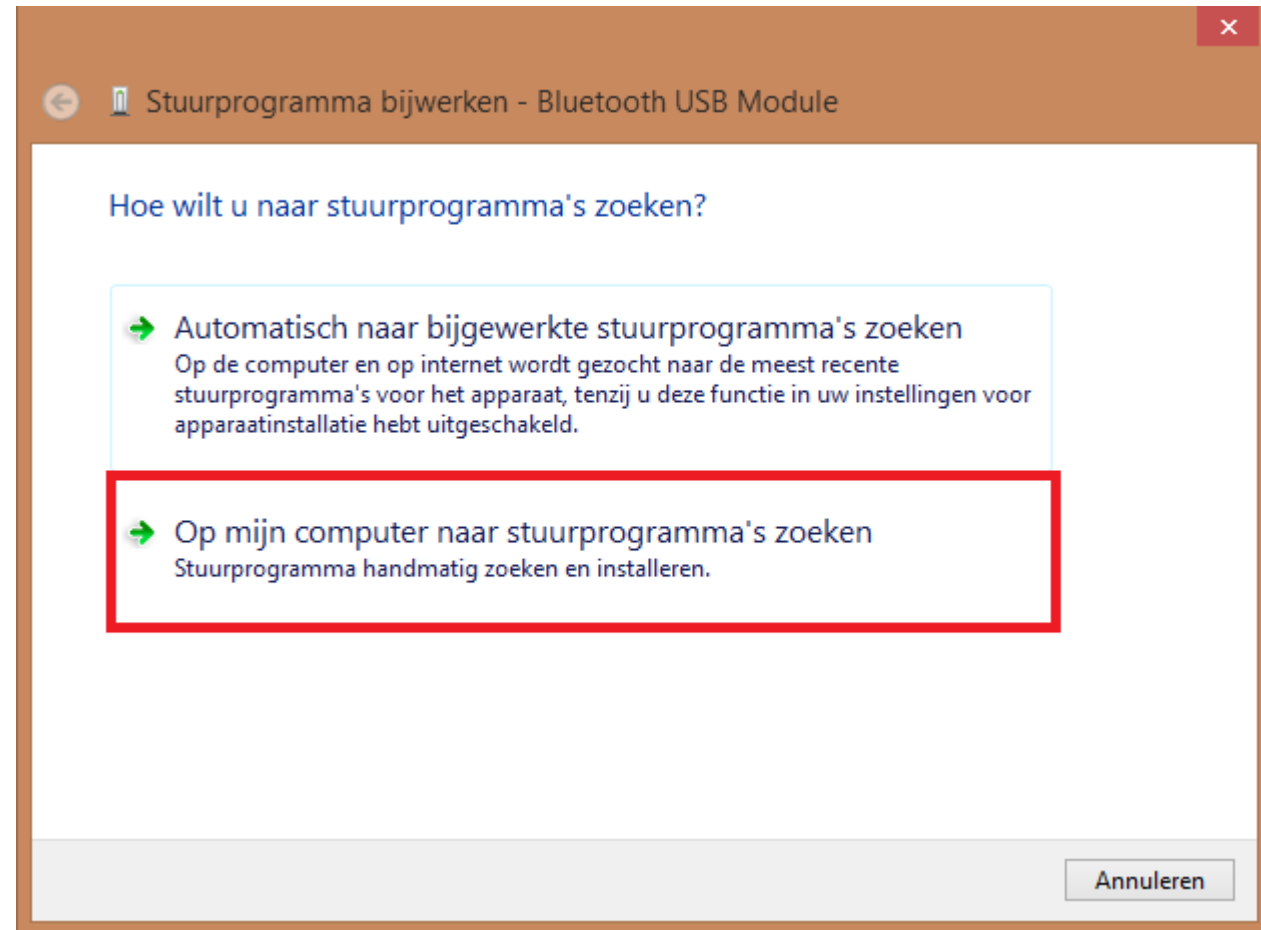 Stuurprogramma bijwerken - Bluetooth USB Module
Hoe wilt u naar stuurprogramma's zoeken?
Automatisch naar bijgewerkte stuurprogramma's zoeken
Op de computer en op internet wordt gezocht naar de meest recente
stuurprogramma's voor het apparaat, tenzij u deze functie in uw instellingen voor
apparaatinstallatie hebt uitgeschakeld.
Op mijn computer naar stuurprogramma's zoeken
Stuurprogramma handmatig zoeken en installeren.
Annuleren